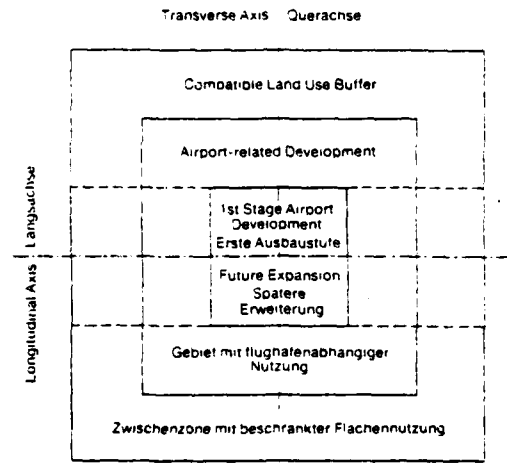 Transverse Axis Querachse
Compatible Land Use Buffer
Airport-related Development
1st Stage Airport
Development
Erste Ausbaustufe
Future Expansion
Spatere
Erweiterung
Gebiet mit flughafenabhangiger
Nutzung
Zwischenzone mit beschrankter Flachennutzung
Longitudinal Axis Langsachse